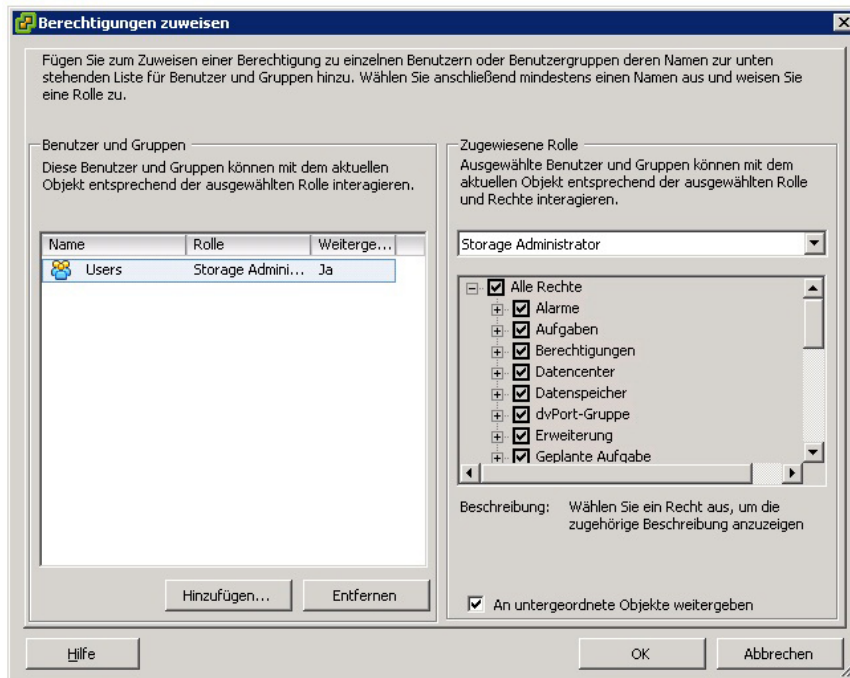 Berechtigungen zuweisen
Fügen Sie zum Zuweisen einer Berechtigung zu einzelnen Benutzern oder Benutzergruppen deren Namen zur unten
stehenden Liste für Benutzer und Gruppen hinzu. Wählen Sie anschließend mindestens einen Namen aus und weisen Sie
eine Rolle zu.
Benutzer und Gruppen
Diese Benutzer und Gruppen können mit dem aktuellen
Objekt entsprechend der ausgewählten Rolle interagieren.
Name Rolle Weiterge...
Users Storage Admini... Ja
Hinzufügen... Entfernen
Zugewiesene Rolle
Ausgewählte Benutzer und Gruppen können mit dem
aktuellen Objekt entsprechend der ausgewählten Rolle
und Rechte interagieren.
Storage Administrator
Alle Rechte
Alarme
Aufgaben
Berechtigungen
Datencenter
Datenspeicher
dvPort-Gruppe
Erweiterung
Geplante Aufgabe
Beschreibung: Wählen Sie ein Recht aus, um die
zugehörige Beschreibung anzuzeigen
An untergeordnete Objekte weitergeben
Hilfe OK Abbrechen